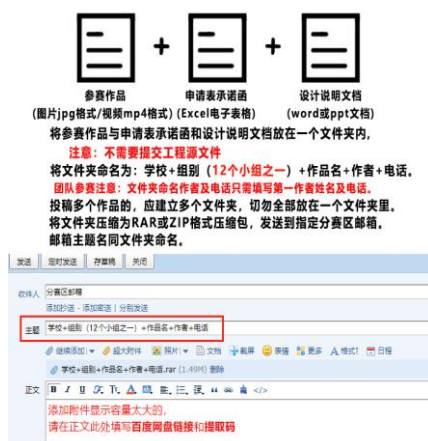 参赛作品 + 申请表承诺函 + 设计说明文档
(图片jpg格式/视频mp4格式) (Excel电子表格) (word或ppt文档)
将参赛作品与申请表承诺函和设计说明文档放在一个文件夹内,
注意: 不需要提交工程源文件
将文件夹命名为: 学校+组别 (12个小组之一) +作品名+作者+电话。
团队参赛注意: 文件夹命名作者及电话只需填写第一作者姓名及电话。
投稿多个作品的, 应建立多个文件夹, 切勿全部放在一个文件夹里。
将文件夹压缩为RAR或ZIP格式压缩包, 发送到指定分赛区邮箱。
邮箱主题名同文件夹命名。
发送 定时发送 存草稿 关闭
收件人 分赛区邮箱
添加抄送 - 添加密送 | 分别发送
主题 学校+组别 (12个小组之一) +作品名+作者+电话
继续添加 超大附件 照片 文档 截屏 表情 更多 A 格式↑ 日程
学校+组别+作品名+作者+电话.rar (1.49M) 删除
正文 B I U
添加附件显示容量太大的,
请在正文此处填写百度网盘链接和提取码